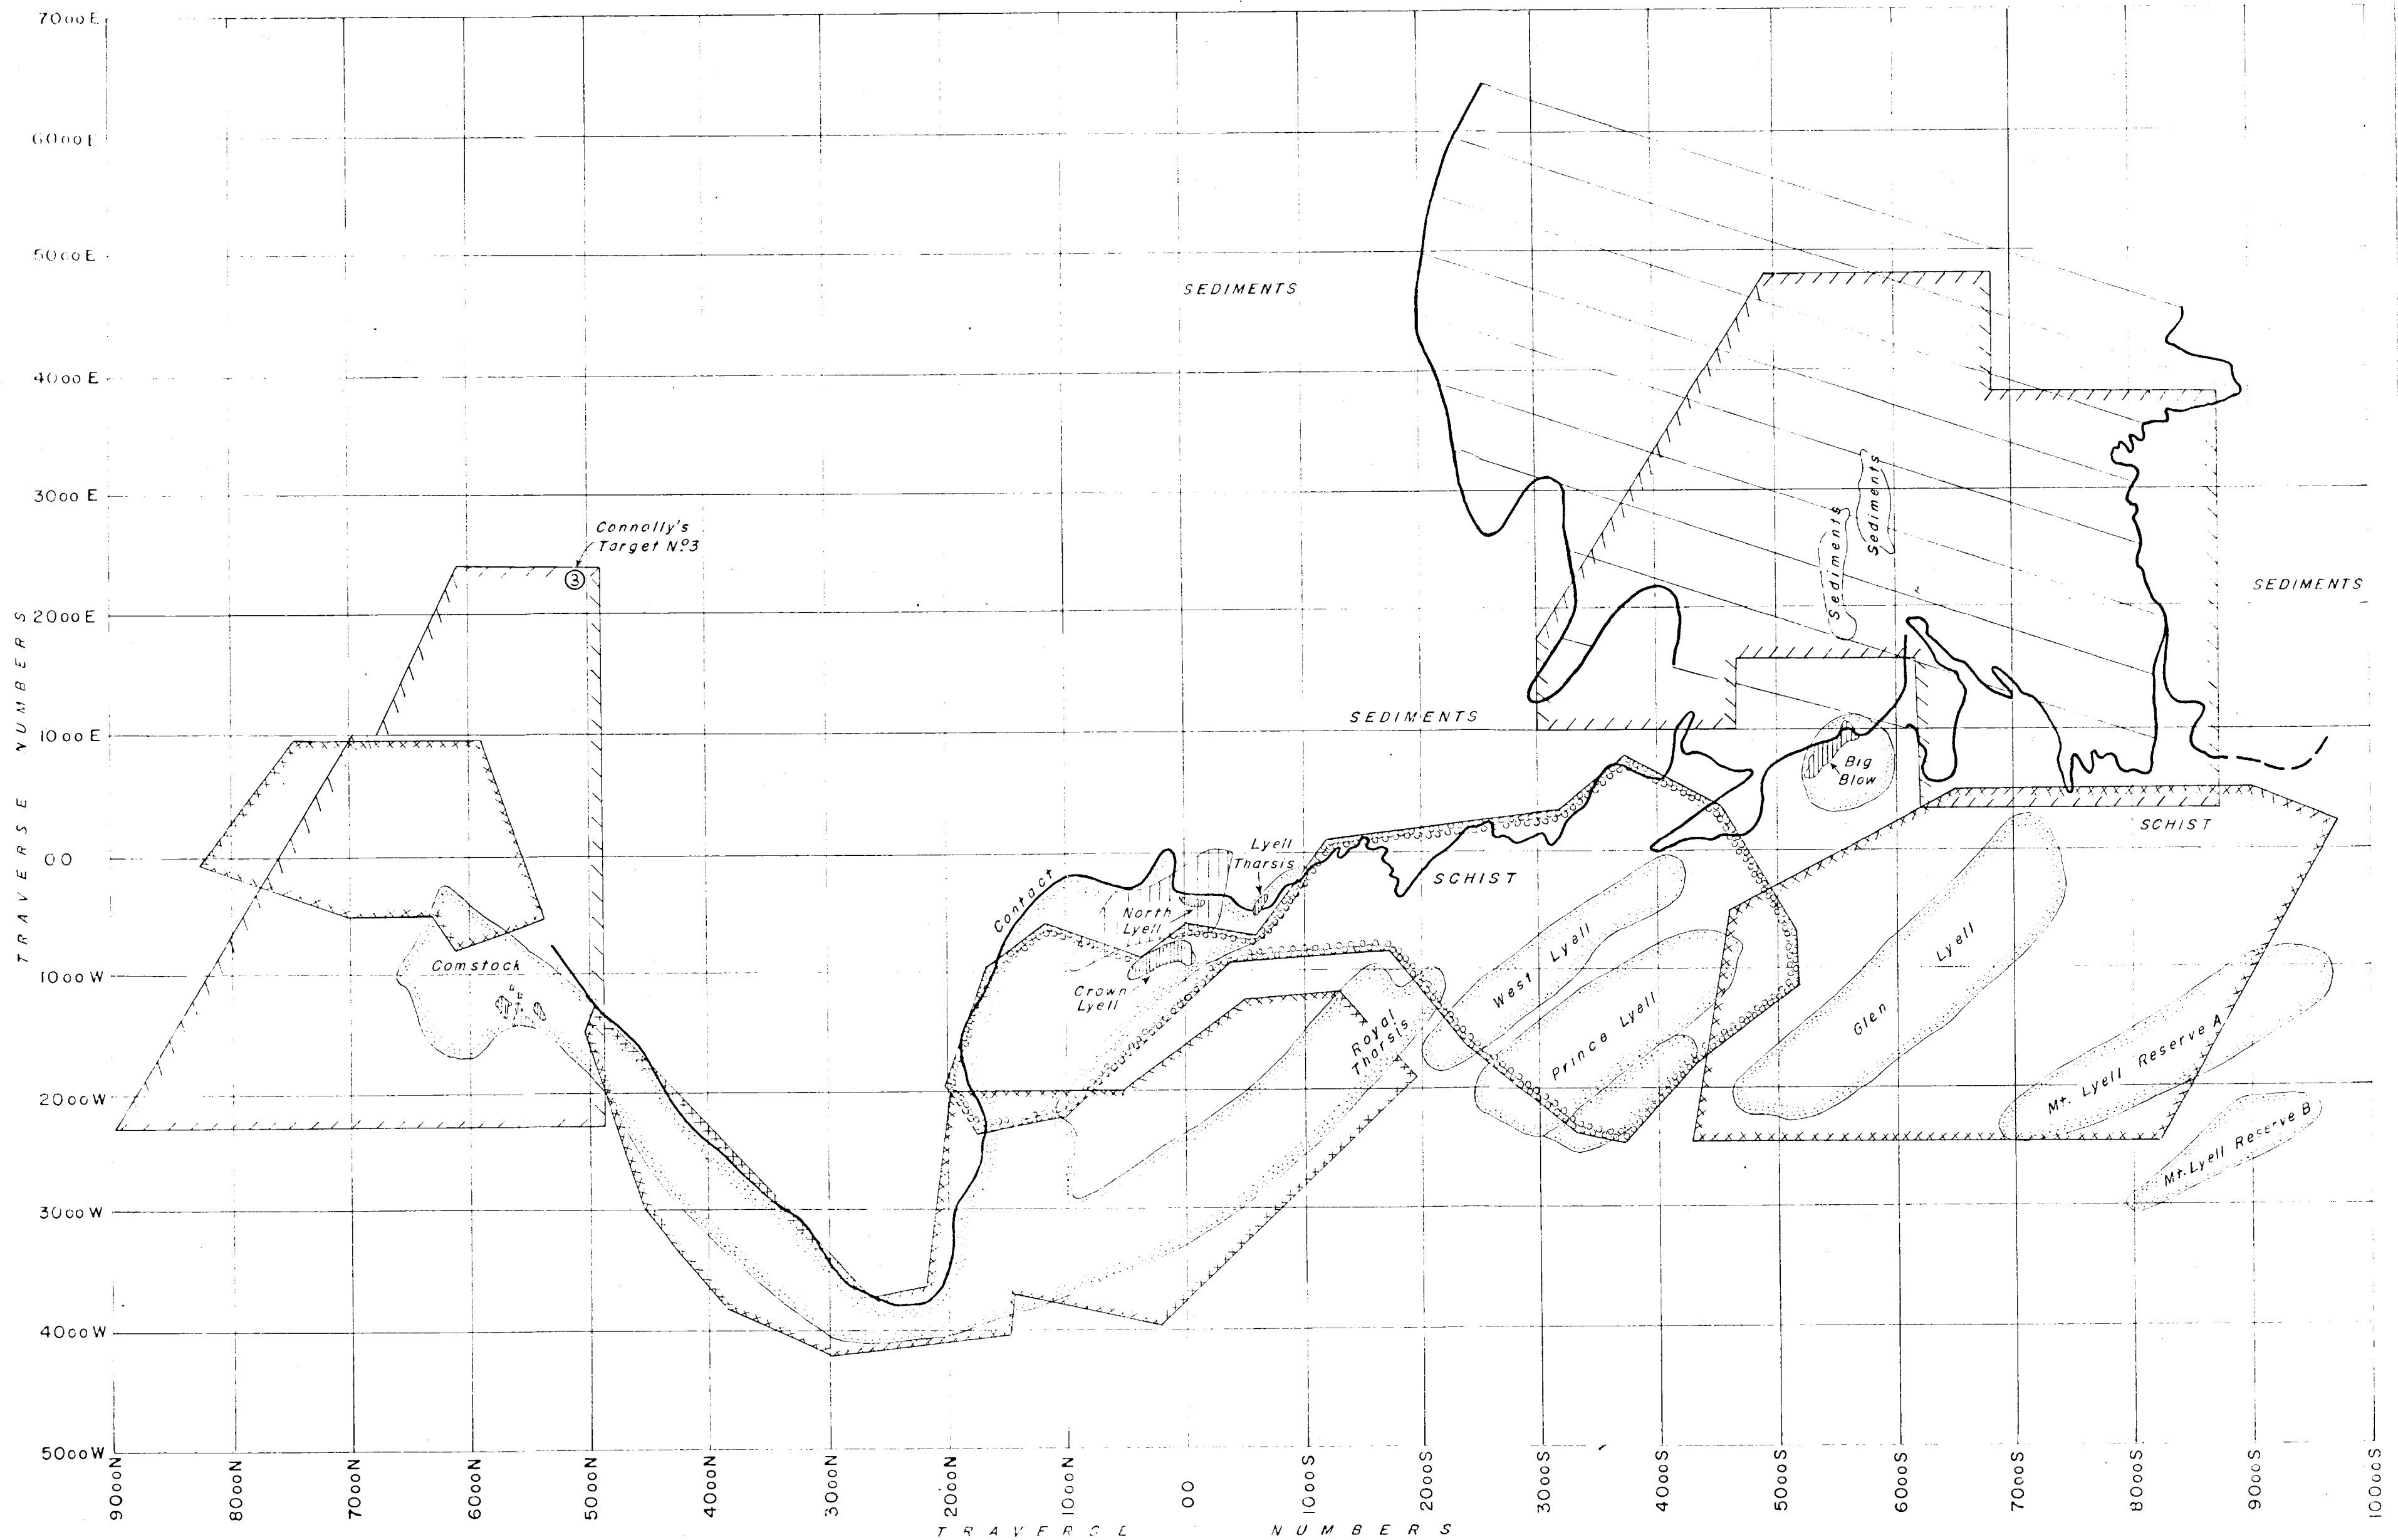 7000E
6000E
5000E
SEDIMENTS
4000E
Sediments
3000E
Connolly's
Target Nº3
3
Sediments
SEDIMENTS
2000E
SEDIMENTS
1000E
Big
Blow
SCHIST
Lyell
Tharsis
00
SCHIST
Contact
North
Lyell
Comstock
Crown
Lyell
1000W
West Lyell
Prince Lyell
Royal
Tharsis
Glen Lyell
Mt. Lyell Reserve A
2000W
Mt. Lyell Reserve B
3000W
4000W
5000W
TRAVERSE NUMBERS
9000N
8000N
7000N
6000N
5000N
4000N
3000N
2000N
1000N
00
1000S
2000S
3000S
4000S
5000S
6000S
7000S
8000S
9000S
10000S
TRAVERSE NUMBERS